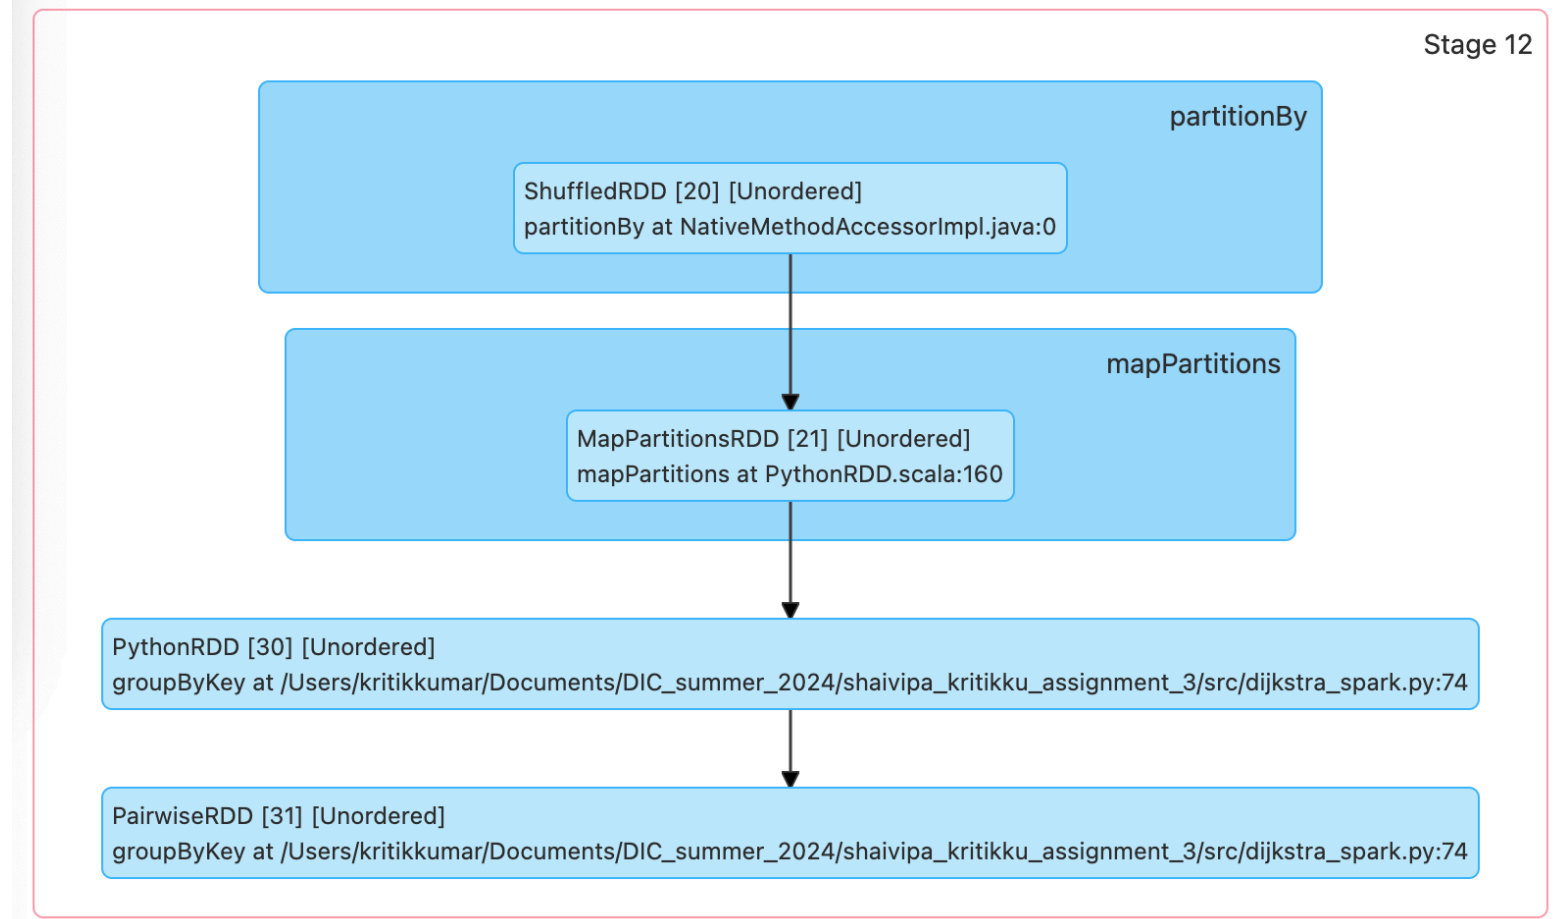 Stage 12
partitionBy
ShuffledRDD [20] [Unordered]
partitionBy at NativeMethodAccessorImpl.java:0
mapPartitions
MapPartitionsRDD [21] [Unordered]
mapPartitions at PythonRDD.scala:160
PythonRDD [30] [Unordered]
groupByKey at /Users/kritikkumar/Documents/DIC_summer_2024/shaivipa_kritikku_assignment_3/src/dijkstra_spark.py:74
PairwiseRDD [31] [Unordered]
groupByKey at /Users/kritikkumar/Documents/DIC_summer_2024/shaivipa_kritikku_assignment_3/src/dijkstra_spark.py:74